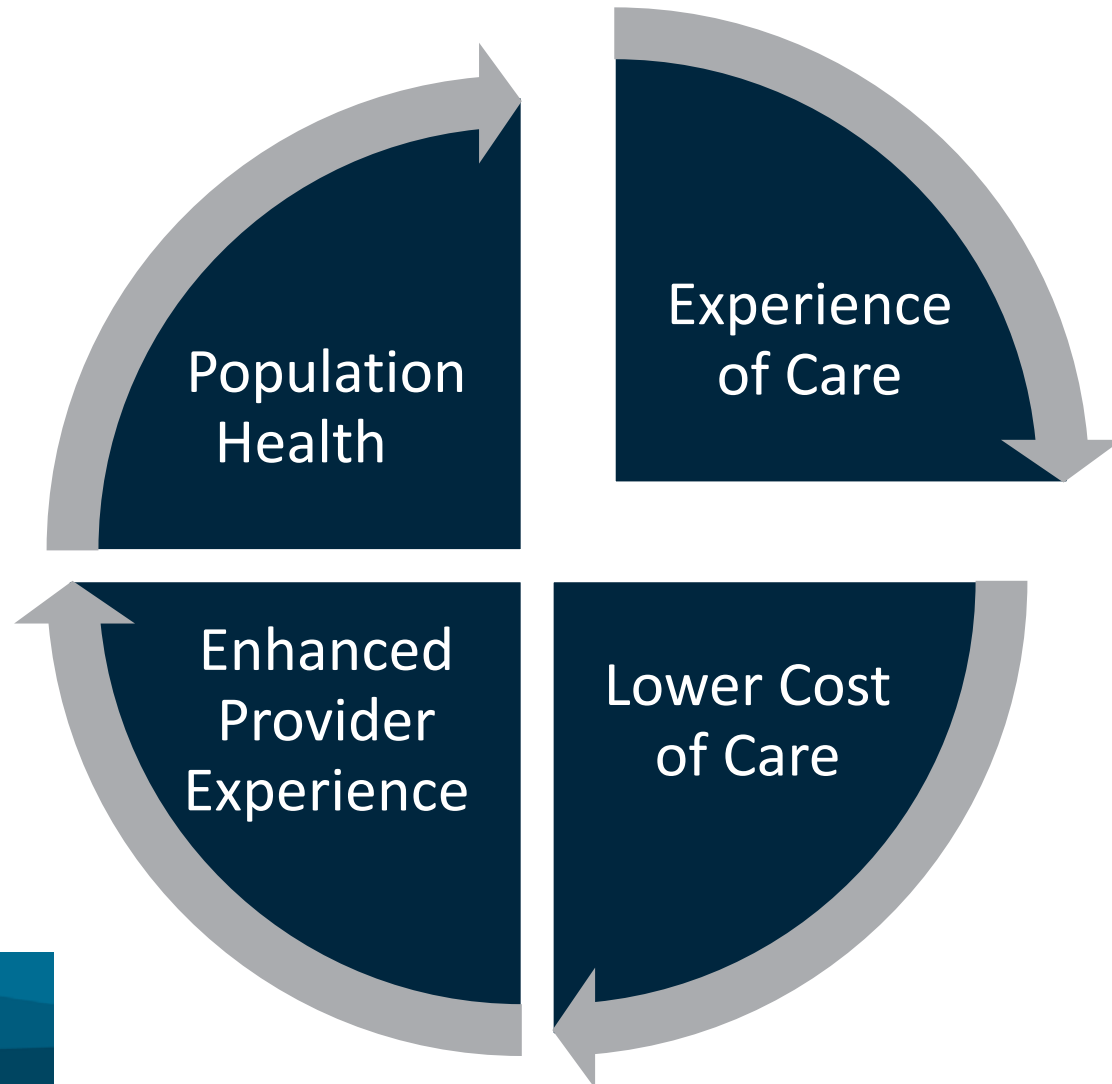 Population
Health
Experience
of Care
Enhanced
Provider
Experience
Lower Cost
of Care